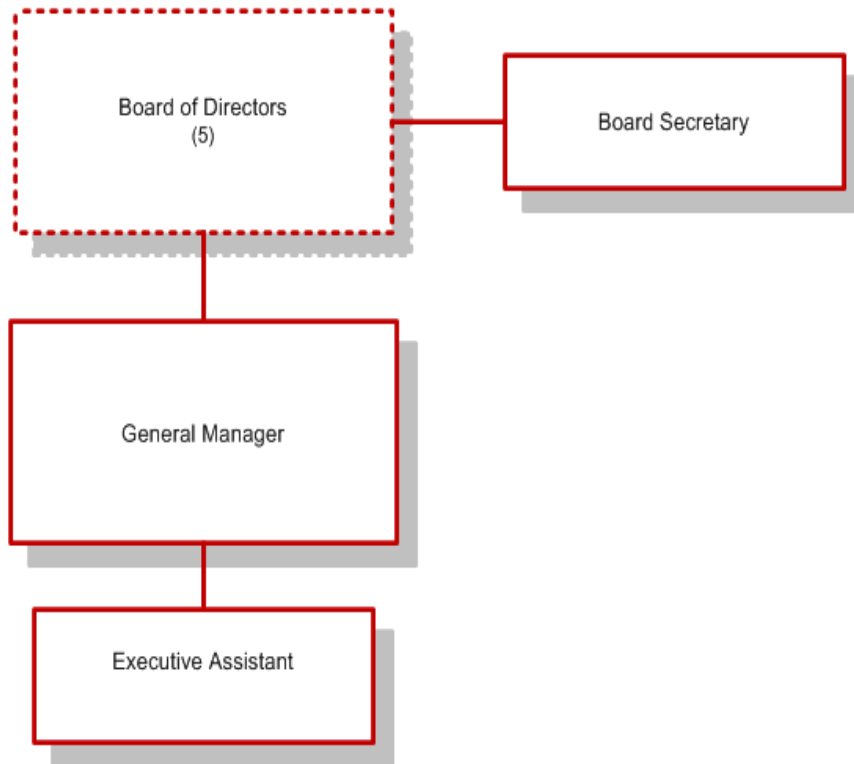 Board of Directors
(5)
Board Secretary
General Manager
Executive Assistant